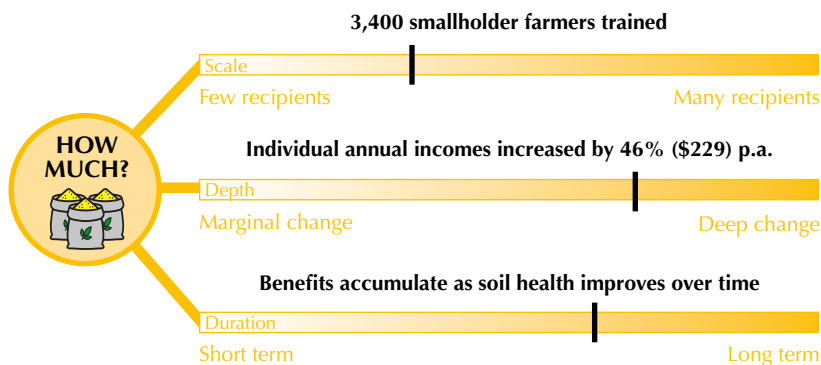 3,400 smallholder farmers trained
Scale
Few recipients
Many recipients
HOW
MUCH?
Individual annual incomes increased by 46% ($229) p.a.
Depth
Marginal change
Deep change
Benefits accumulate as soil health improves over time
Duration
Short term
Long term